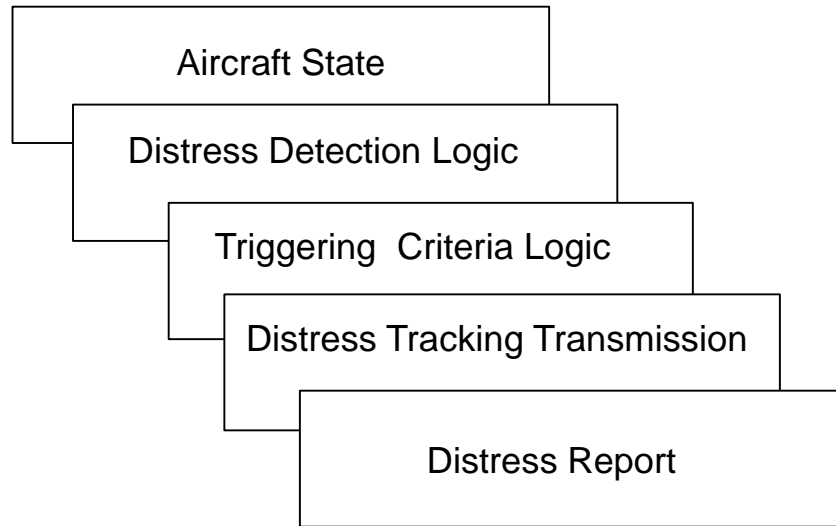 Aircraft State
Distress Detection Logic
Triggering Criteria Logic
Distress Tracking Transmission
Distress Report